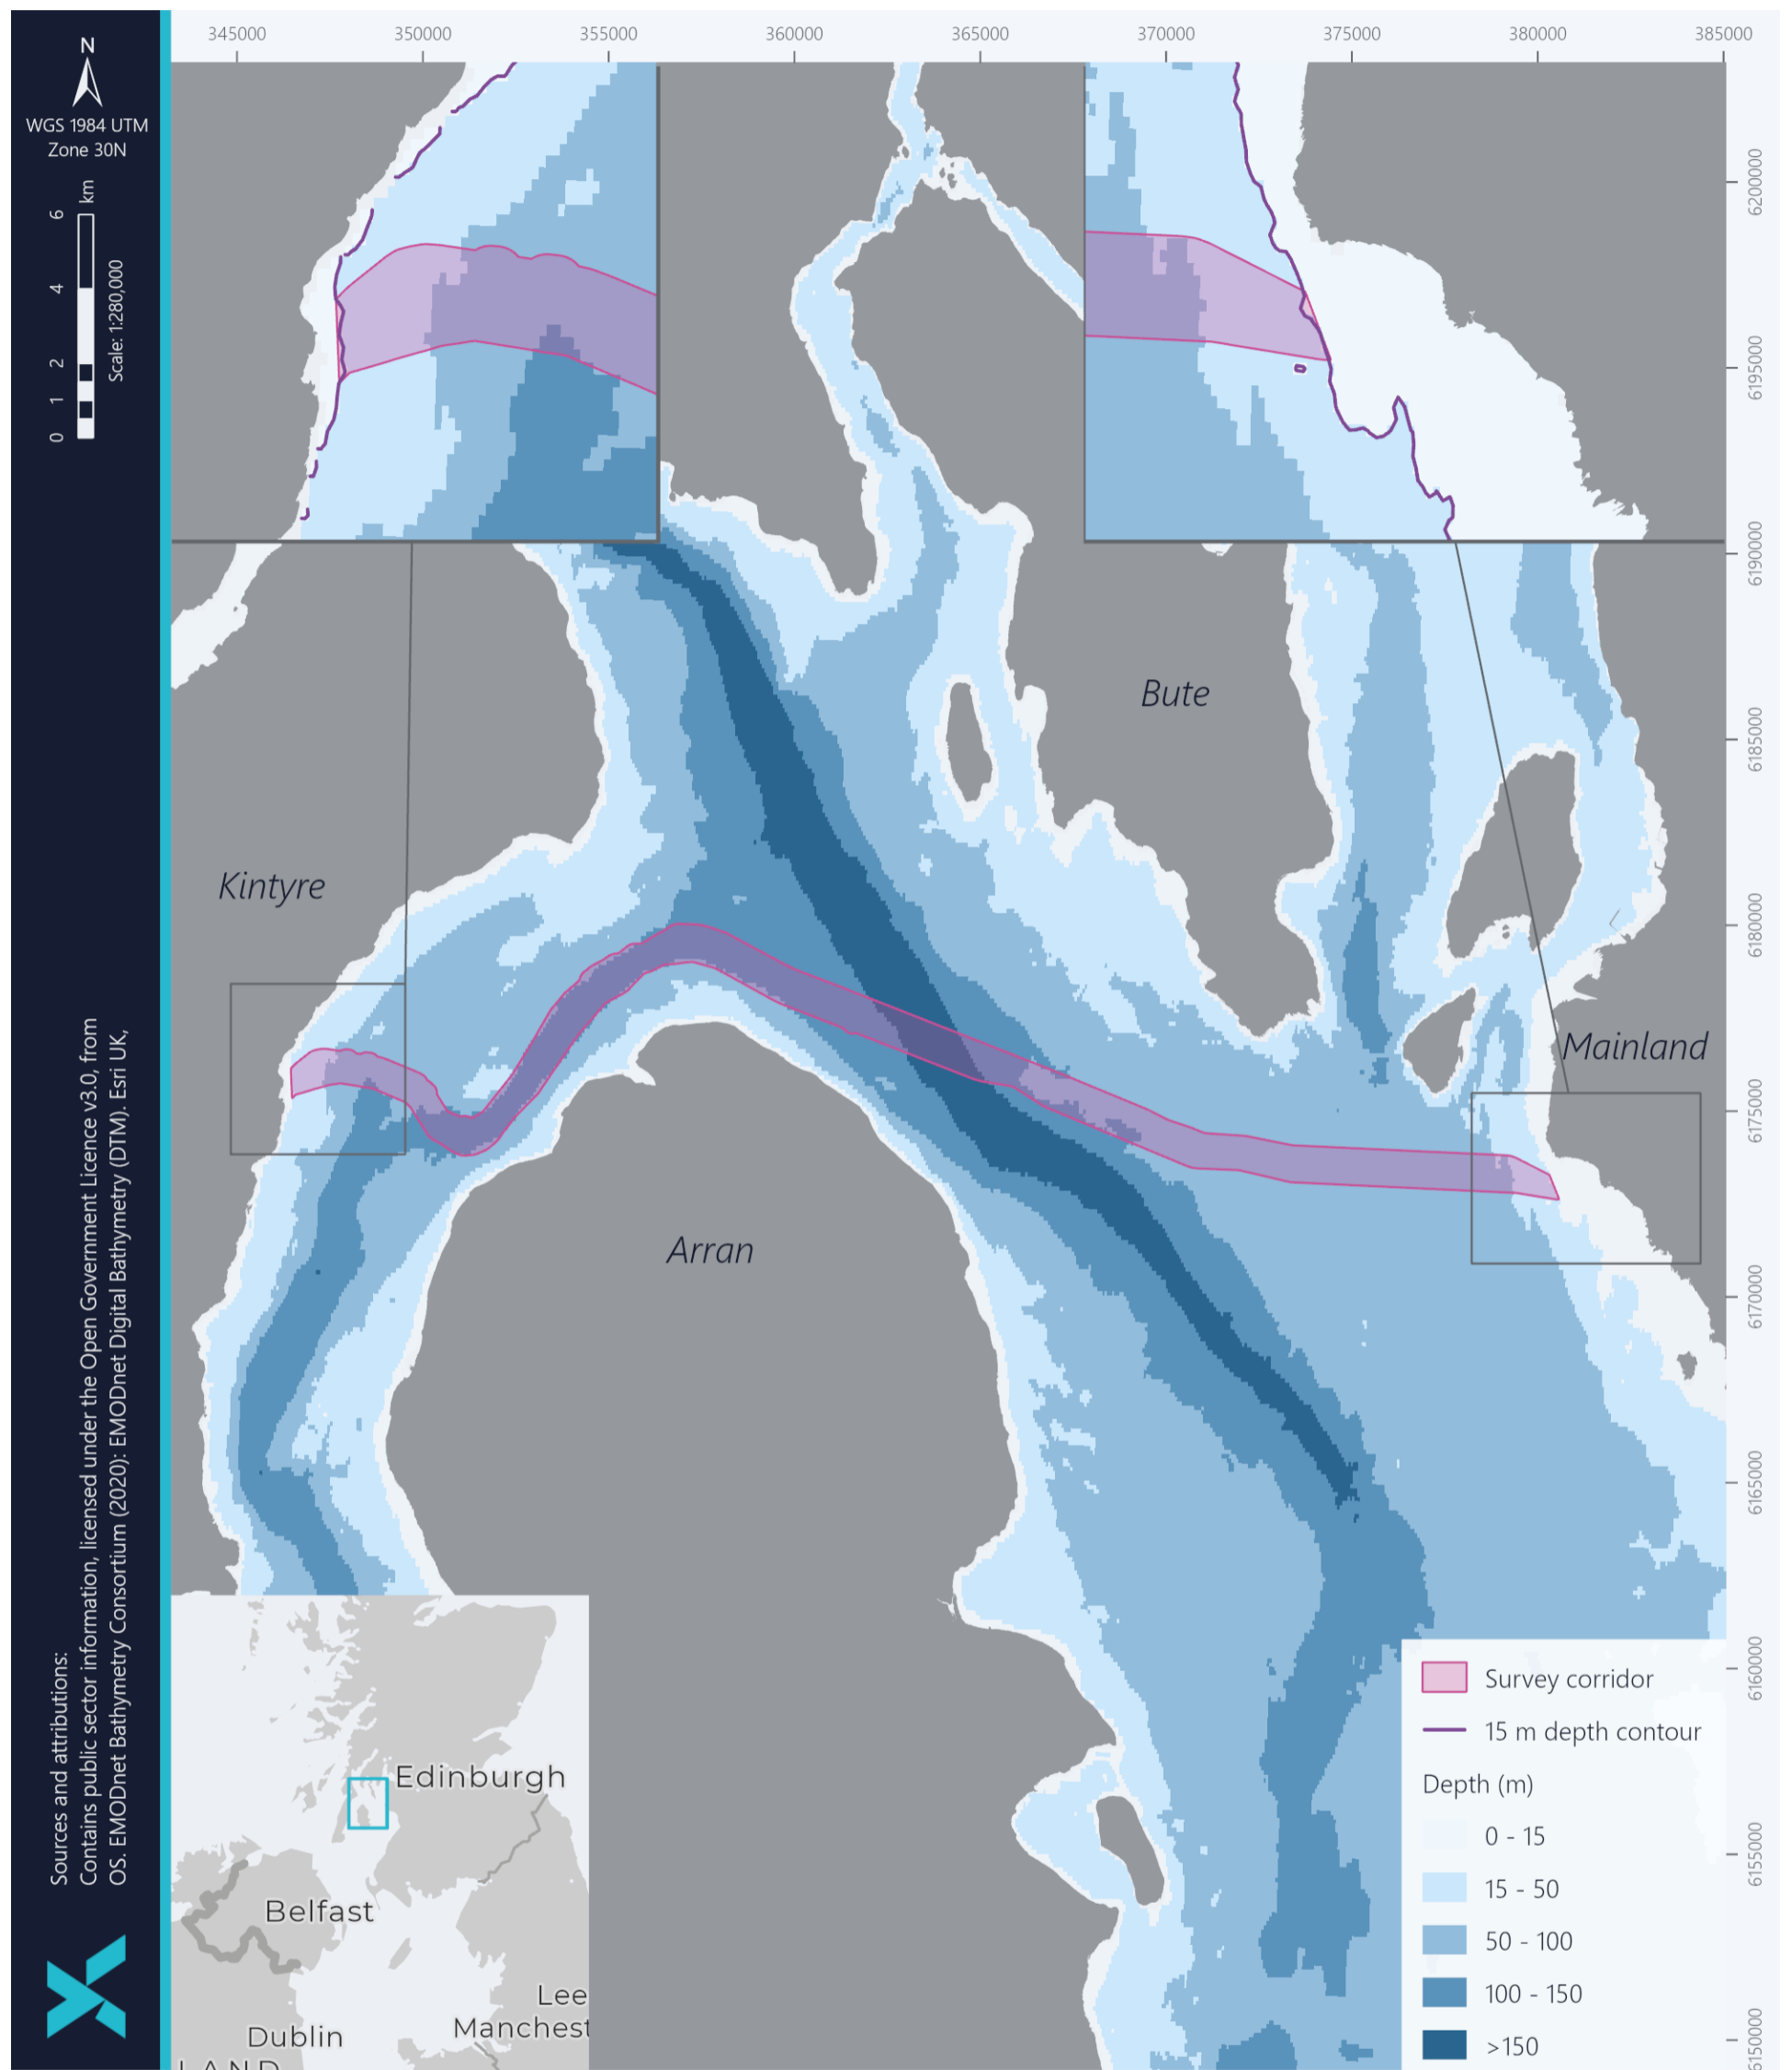 345000
350000
355000
360000
365000
370000
375000
380000
385000
N
WGS 1984 UTM
Zone 30N
0 1 2 4 6 km
Scale: 1:280,000
Sources and attributions:
Contains public sector information, licensed under the Open Government Licence v3.0, from
OS. EMODnet Bathymetry Consortium (2020): EMODnet Digital Bathymetry (DTM). Esri UK,
6200000
6195000
6190000
6185000
6180000
6175000
6170000
6165000
6160000
6155000
6150000
Bute
Kintyre
Mainland
Arran
Edinburgh
Belfast
Lee
Manchest
Dublin
LAND
Survey corridor
15 m depth contour
Depth (m)
0 - 15
15 - 50
50 - 100
100 - 150
>150